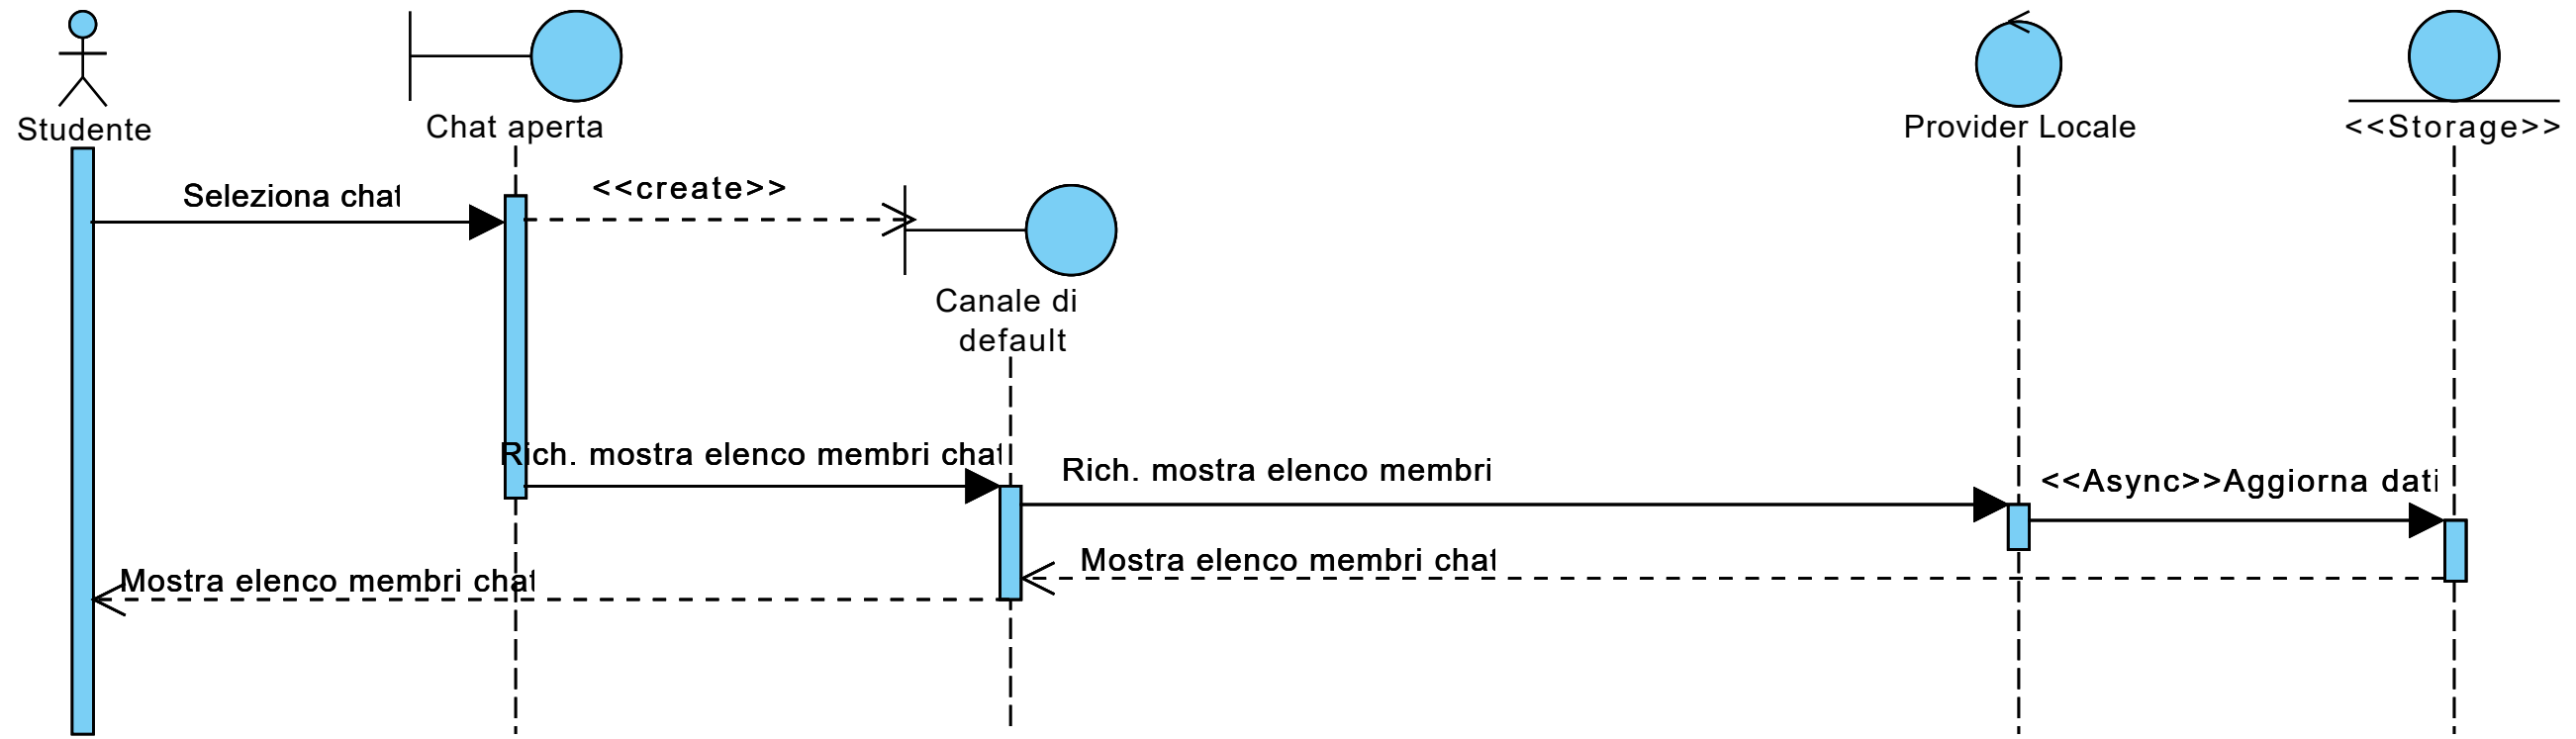 Studente
Chat aperta
Provider Locale
<<Storage>>
Seleziona chat
<<create>>
Canale di
default
Rich. mostra elenco membri chat
Rich. mostra elenco membri
<<Async>>Aggiorna dati
Mostra elenco membri chat
Mostra elenco membri chat